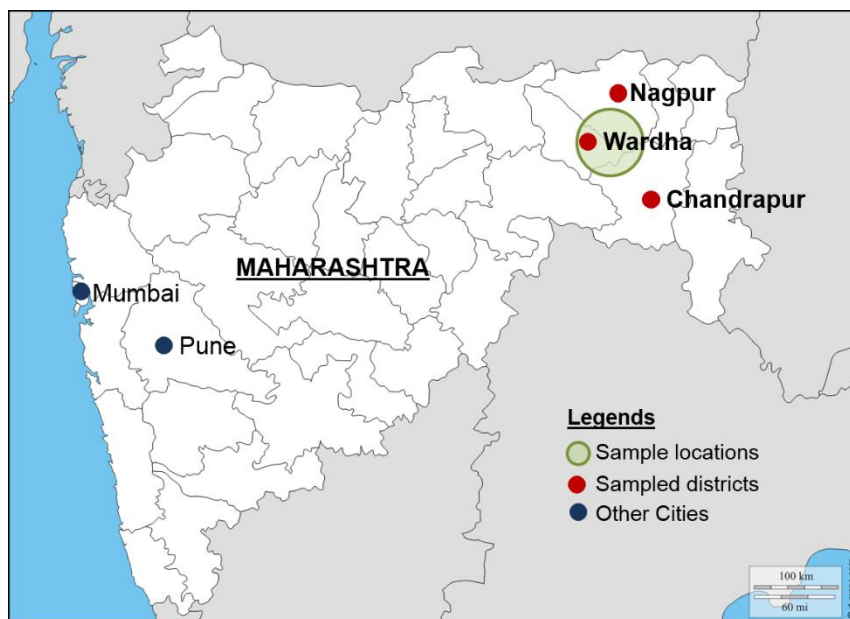 Nagpur
Wardha
Chandrapur
MAHARASHTRA
Mumbai
Pune
Legends
Sample locations
Sampled districts
Other Cities
100 km
60 mi